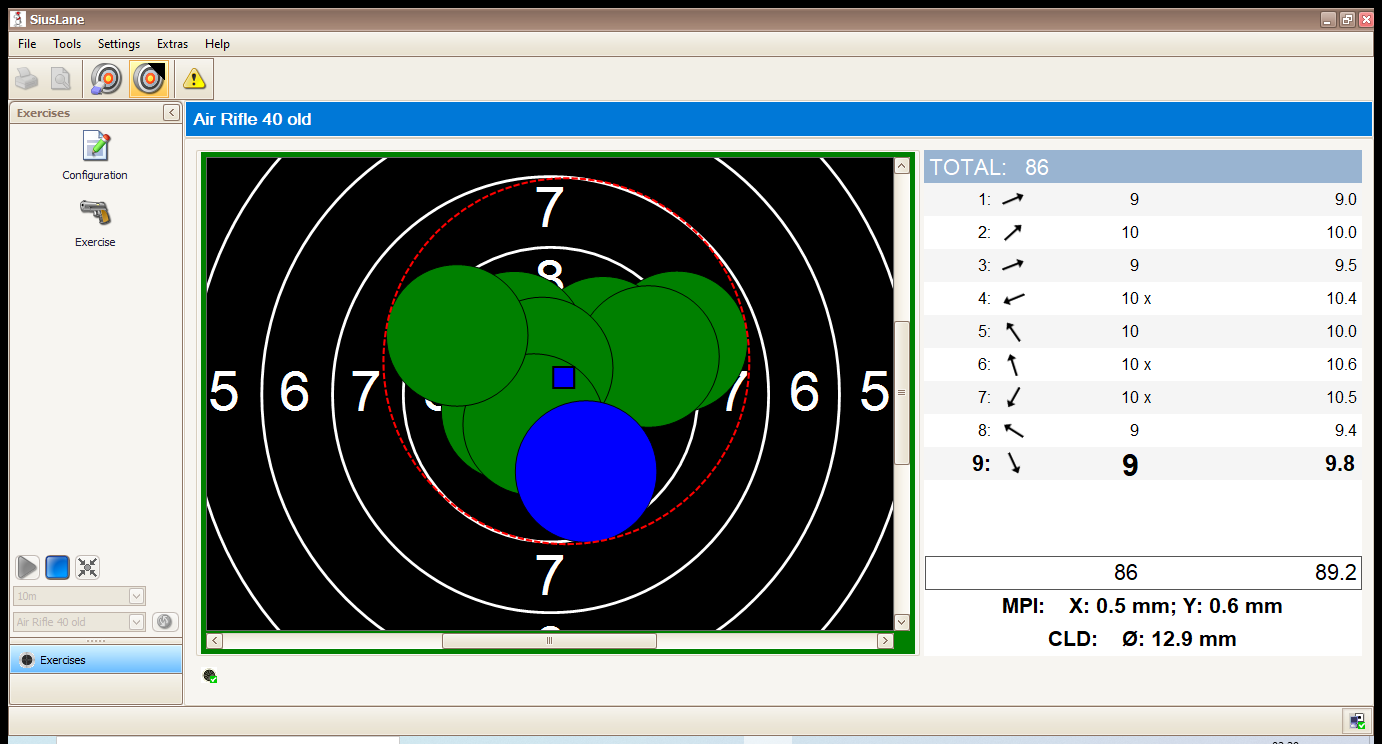 SiusLane
File Tools Settings Extras Help
Exercises
Configuration
Exercise
10m
Air Rifle 40 old
Exercises
Air Rifle 40 old
7
8
5 6 7 7 6 5
7
TOTAL: 86
1: 9 9.0
2: 10 10.0
3: 9 9.5
4: 10 x 10.4
5: 10 10.0
6: 10 x 10.6
7: 10 x 10.5
8: 9 9.4
9: 9 9.8
86 89.2
MPI: X: 0.5 mm; Y: 0.6 mm
CLD: Ø: 12.9 mm